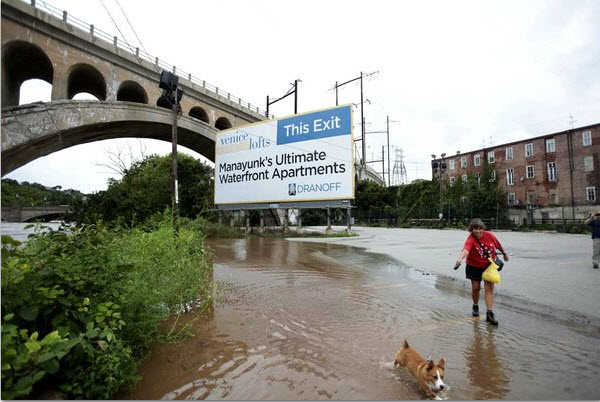 venice
lofts
This Exit
Manayunk's Ultimate
Waterfront Apartments
DRANOFF